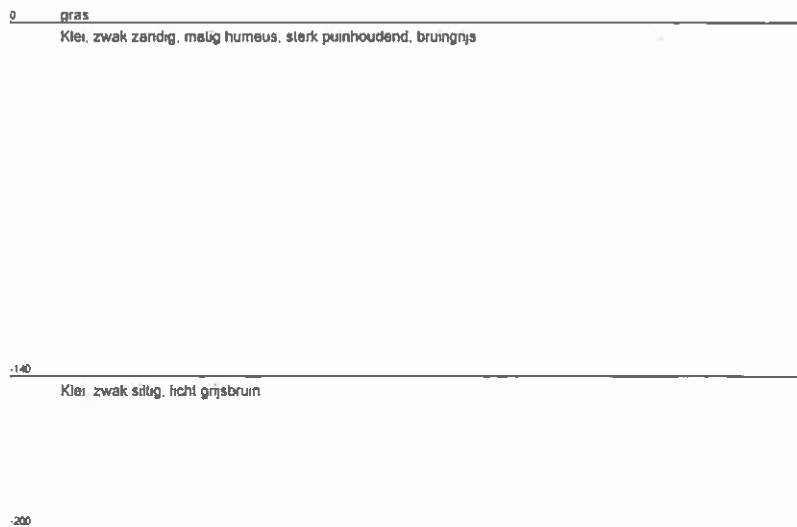 0 gras
Klei, zwak zandig, matig humeus, sterk puinhoudend, bruingrijs
-140
Klei, zwak siltig, licht grijsbruin
-200